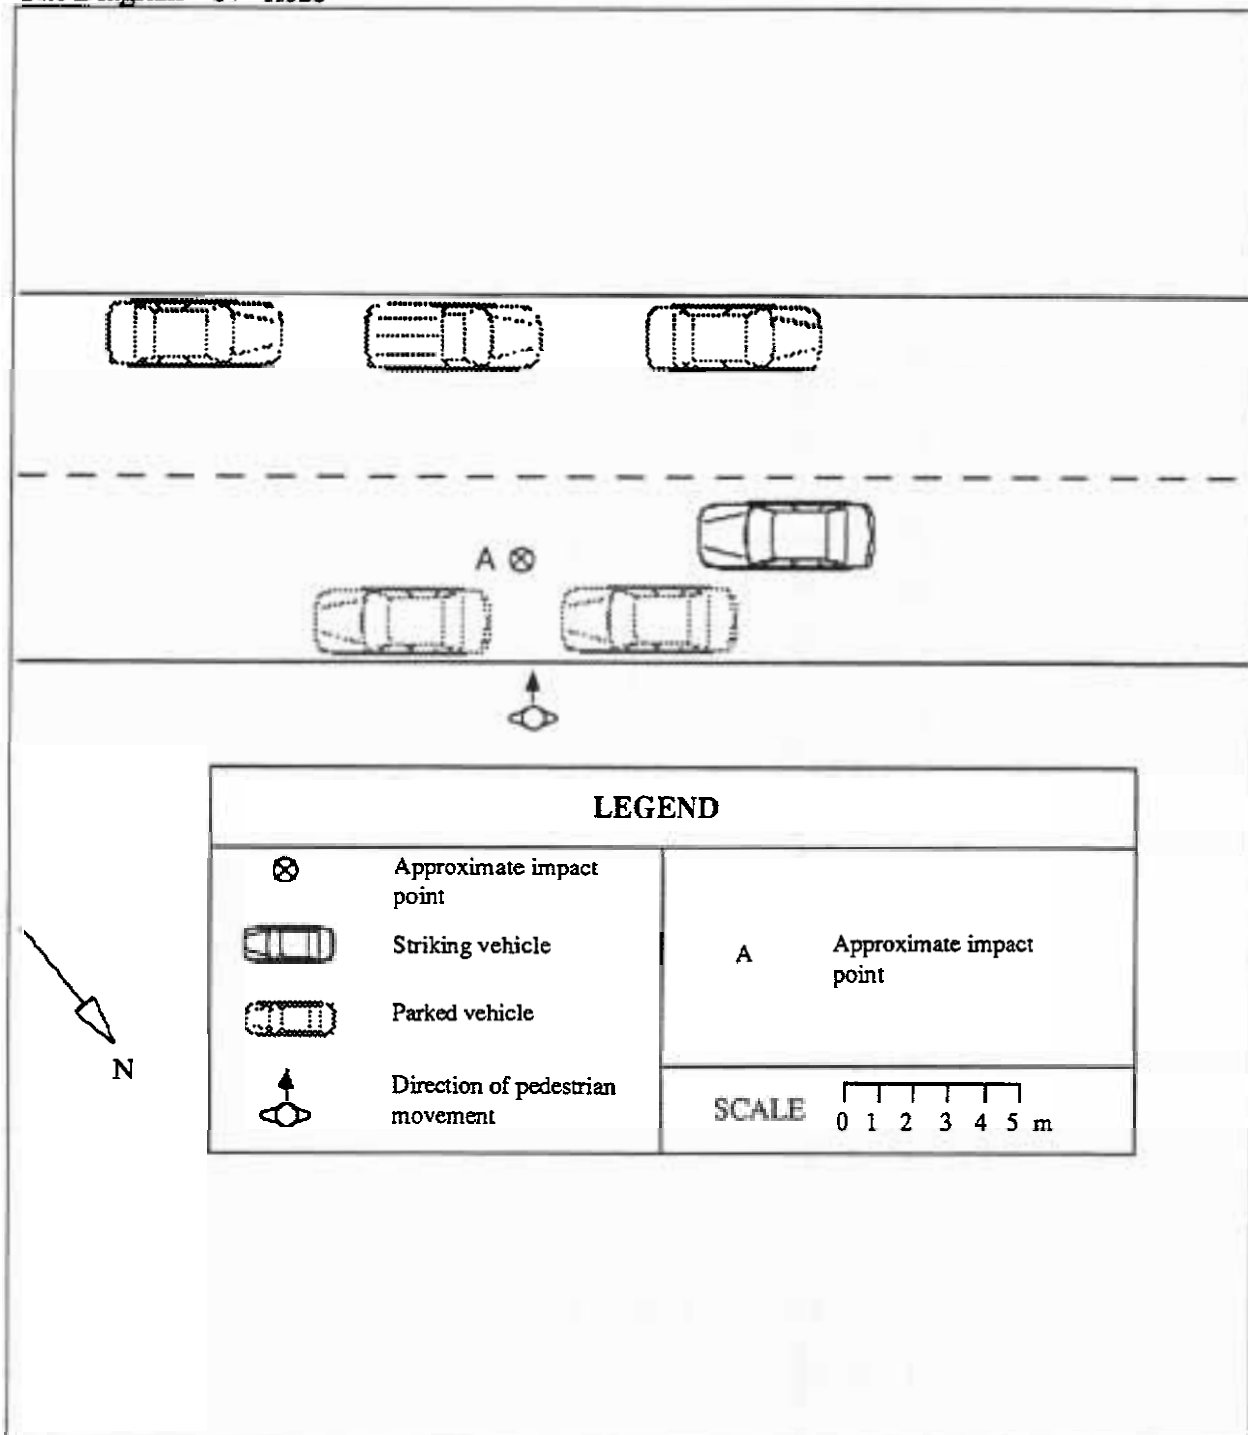 A
LEGEND
Approximate impact
point
Striking vehicle
Parked vehicle
Direction of pedestrian
movement
A
Approximate impact
point
SCALE
0 1 2 3 4 5 m
N